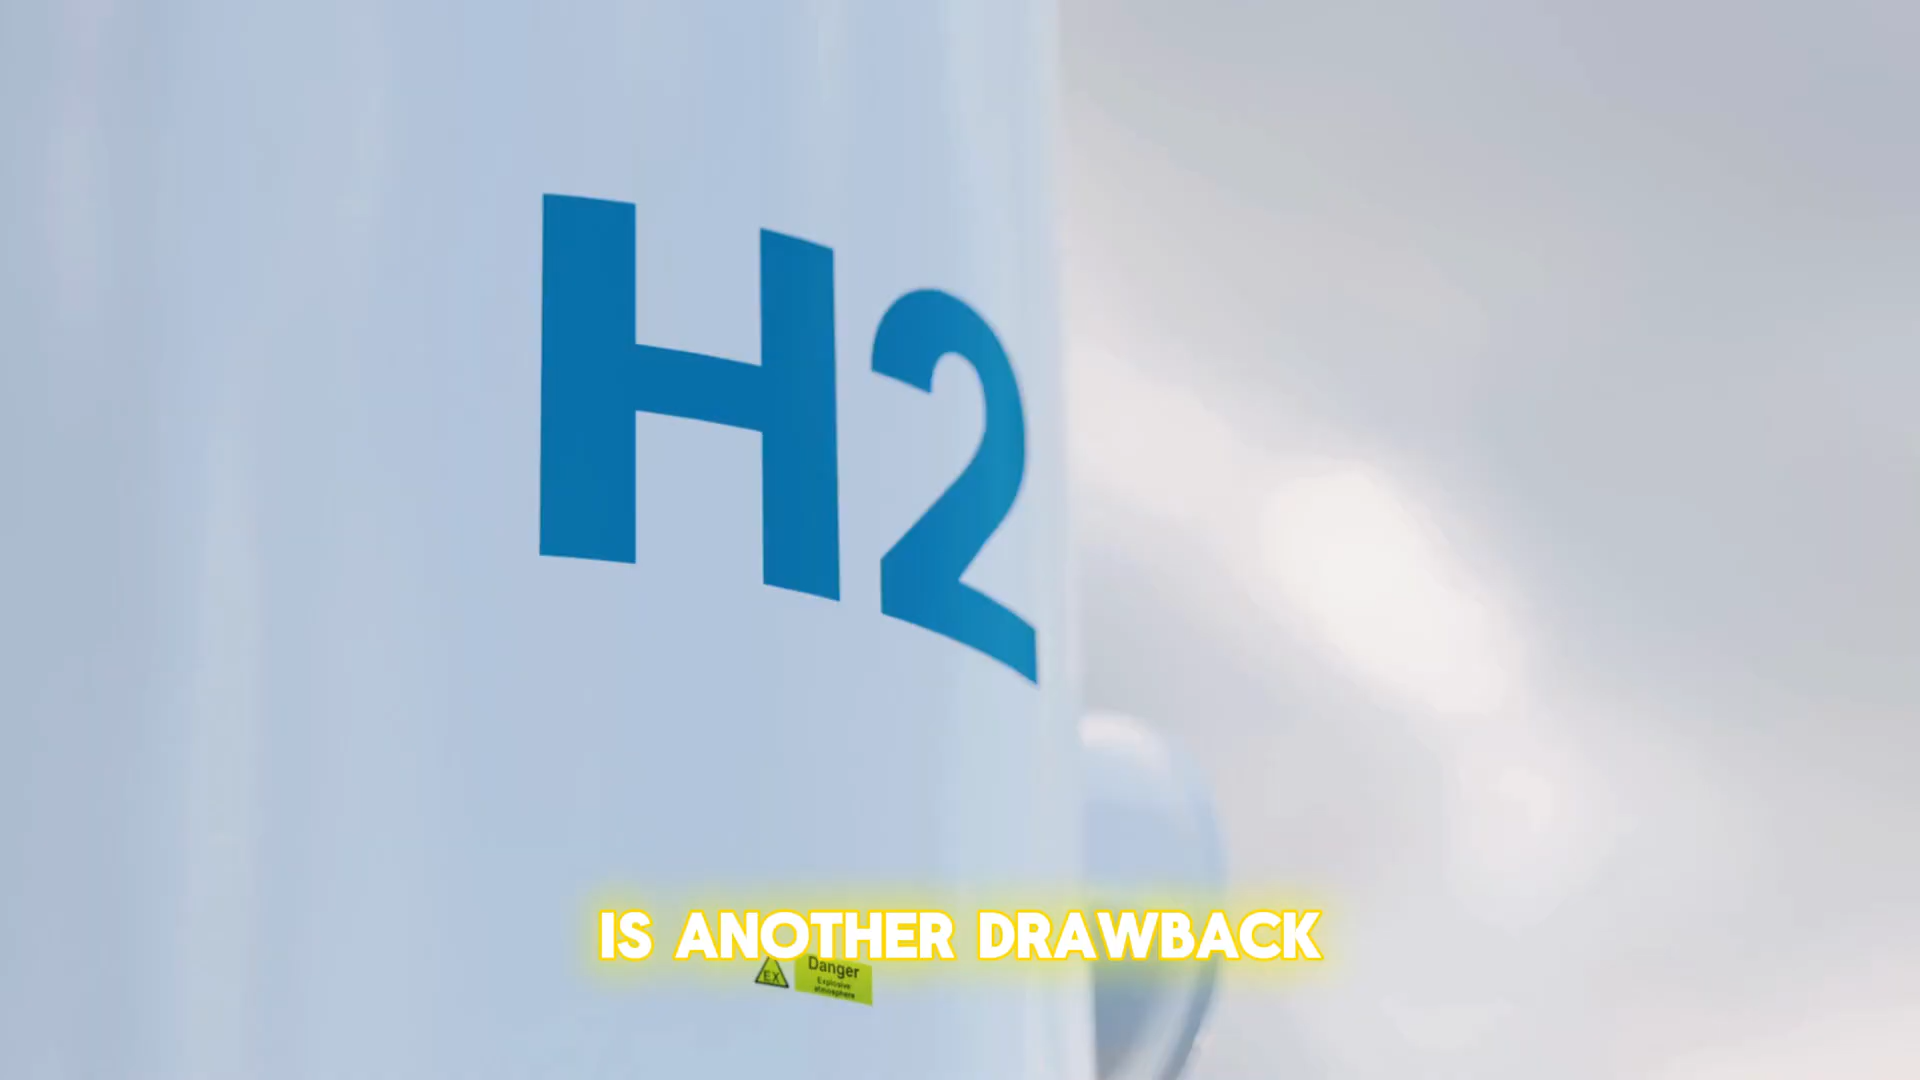 H2
IS ANOTHER DRAWBACK
EX
Danger
Explosive
atmosphere